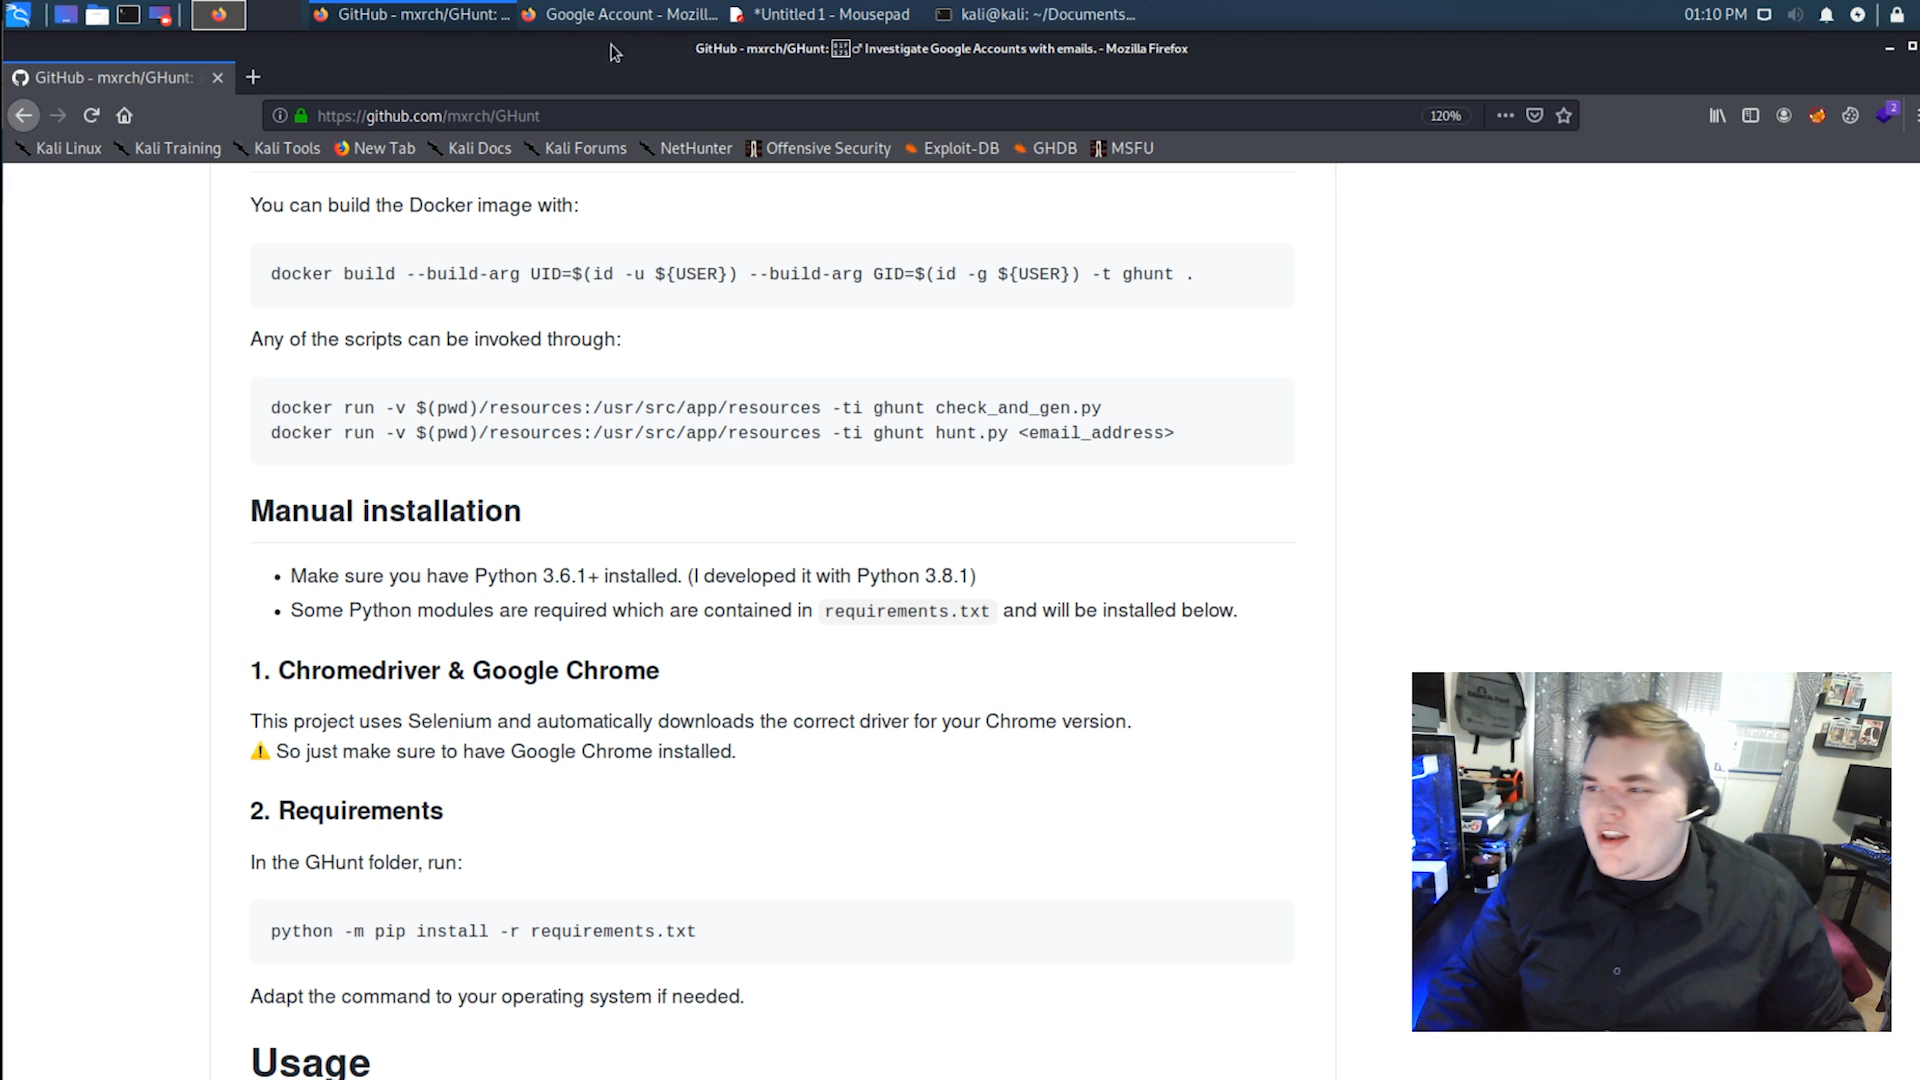 GitHub - mxrch/GHunt: ...
Google Account - Mozill...
*Untitled 1 - Mousepad
kali@kali: ~/Documents...
01:10 PM
GitHub - mxrch/GHunt: 🕵️‍♂ Investigate Google Accounts with emails. - Mozilla Firefox
GitHub - mxrch/GHunt:
https://github.com/mxrch/GHunt
120%
2
Kali Linux
Kali Training
Kali Tools
New Tab
Kali Docs
Kali Forums
NetHunter
Offensive Security
Exploit-DB
GHDB
MSFU
You can build the Docker image with:
docker build --build-arg UID=$(id -u ${USER}) --build-arg GID=$(id -g ${USER}) -t ghunt .
Any of the scripts can be invoked through:
docker run -v $(pwd)/resources:/usr/src/app/resources -ti ghunt check_and_gen.py
docker run -v $(pwd)/resources:/usr/src/app/resources -ti ghunt hunt.py <email_address>
Manual installation
• Make sure you have Python 3.6.1+ installed. (I developed it with Python 3.8.1)
• Some Python modules are required which are contained in requirements.txt and will be installed below.
1. Chromedriver & Google Chrome
This project uses Selenium and automatically downloads the correct driver for your Chrome version.
⚠ So just make sure to have Google Chrome installed.
2. Requirements
In the GHunt folder, run:
python -m pip install -r requirements.txt
Adapt the command to your operating system if needed.
Usage